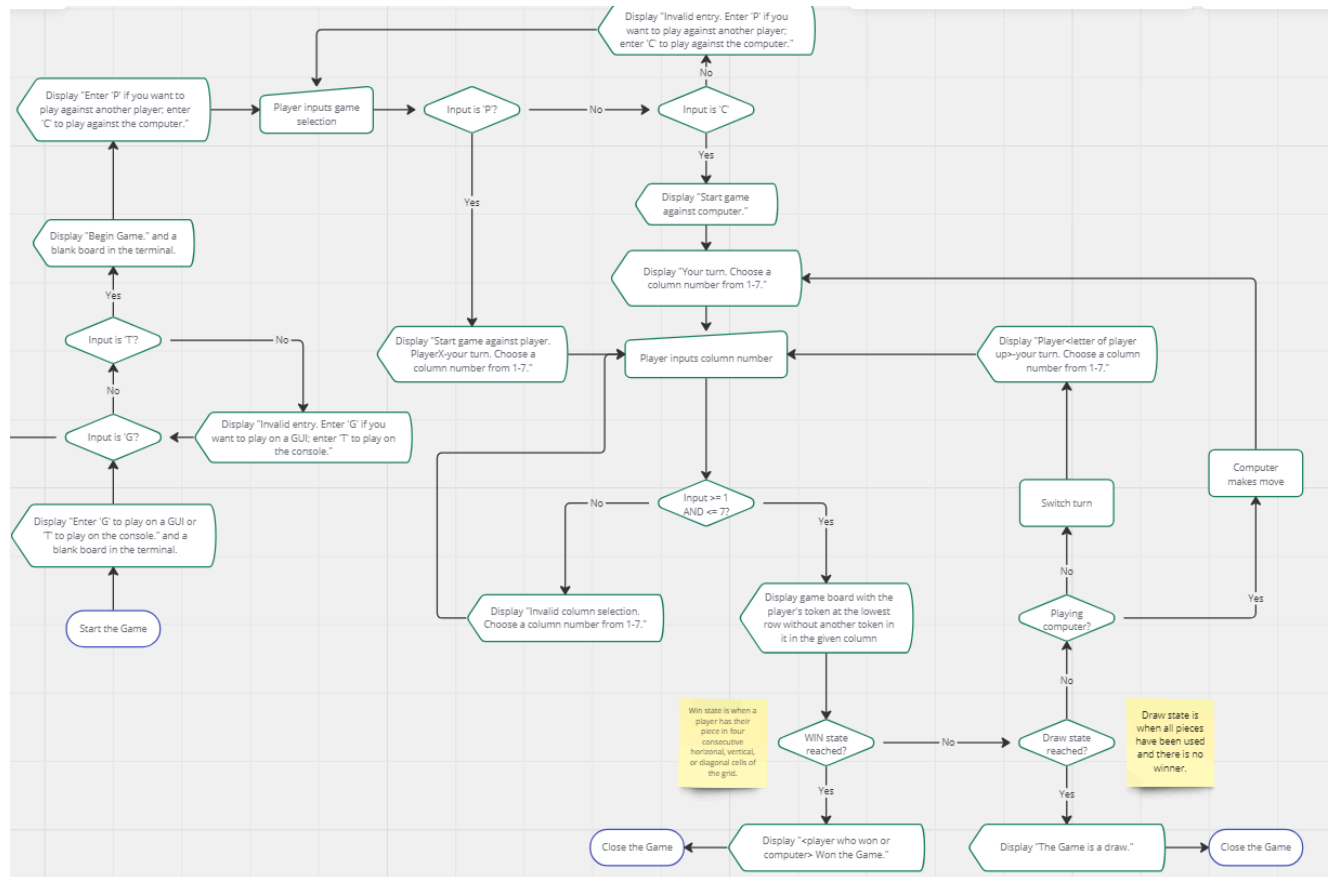 Display "Invalid entry. Enter 'P' if you
want to play against another player;
enter 'C' to play against the computer."
No
Display "Enter 'P' if you want to
play against another player; enter
'C' to play against the computer."
Player inputs game
selection
Input is 'P'?
No
Input is 'C'
Yes
Yes
Display "Start game
against computer."
Display "Begin Game." and a
blank board in the terminal.
Display "Your turn. Choose a
column number from 1-7."
Yes
Input is 'T'?
No
Display "Start game against player.
PlayerX-your turn. Choose a
column number from 1-7."
Player inputs column number
Display "Player<letter of player
up>-your turn. Choose a column
number from 1-7."
No
Input is 'G'?
Display "Invalid entry. Enter 'G' if you
want to play on a GUI; enter 'T' to play on
the console."
Computer
makes move
Input >= 1
AND <= 7?
No
Yes
Switch turn
Display "Enter 'G' to play on a GUI or
'T' to play on the console." and a
blank board in the terminal.
No
Yes
Start the Game
Display "Invalid column selection.
Choose a column number from 1-7."
Display game board with the
player's token at the lowest
row without another token in
it in the given column
Playing
computer?
No
Win state is when a
player has their
piece in four
consecutive
horizonal, vertical,
or diagonal cells of
the grid.
WIN state
reached?
No
Draw state
reached?
Draw state is
when all pieces
have been used
and there is no
winner.
Yes
Yes
Close the Game
Display "<player who won or
computer> Won the Game."
Display "The Game is a draw."
Close the Game